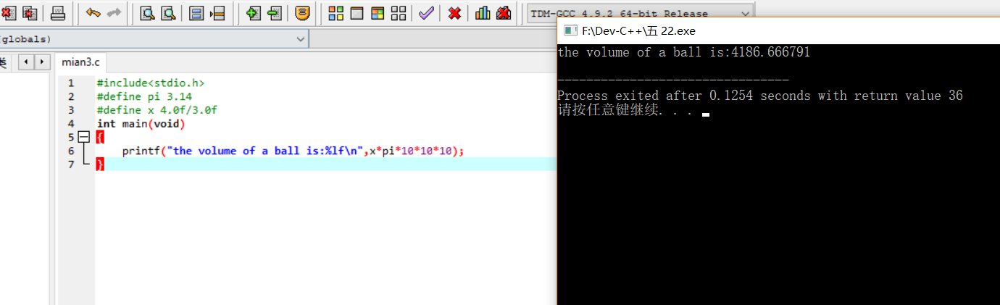 TDM-GCC 4.9.2 64-bit Release
(globals)
类
mian3.c
1 #include<stdio.h>
2 #define pi 3.14
3 #define x 4.0f/3.0f
4 int main(void)
5 {
6 printf("the volume of a ball is:%lf\n",x*pi*10*10*10);
7 }
F:\Dev-C++\五 22.exe
the volume of a ball is:4186.666791
--------------------------------
Process exited after 0.1254 seconds with return value 36
请按任意键继续. . .